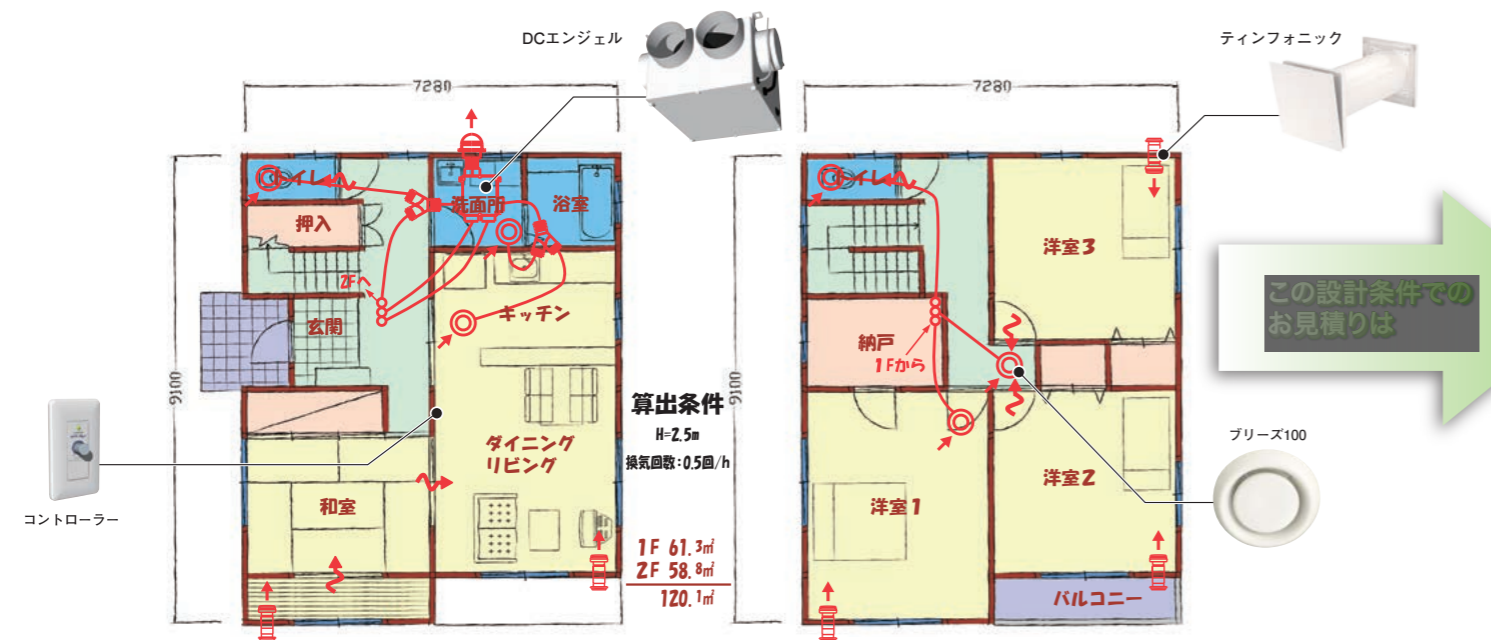 DCエンジェル
ティンフォニック
7280
7280
トイレ
洗面所
浴室
押入
2Fへ
玄関
キッチン
9100
ダイニング
リビング
和室
コントローラー
算出条件
H=2.5m
換気回数:0.5回/h
1F 61.3㎡
2F 58.8㎡
120.1㎡
トイレ
洋室3
納戸
1Fから
9100
洋室1
洋室2
バルコニー
この設計条件での
お見積りは
ブリーズ100